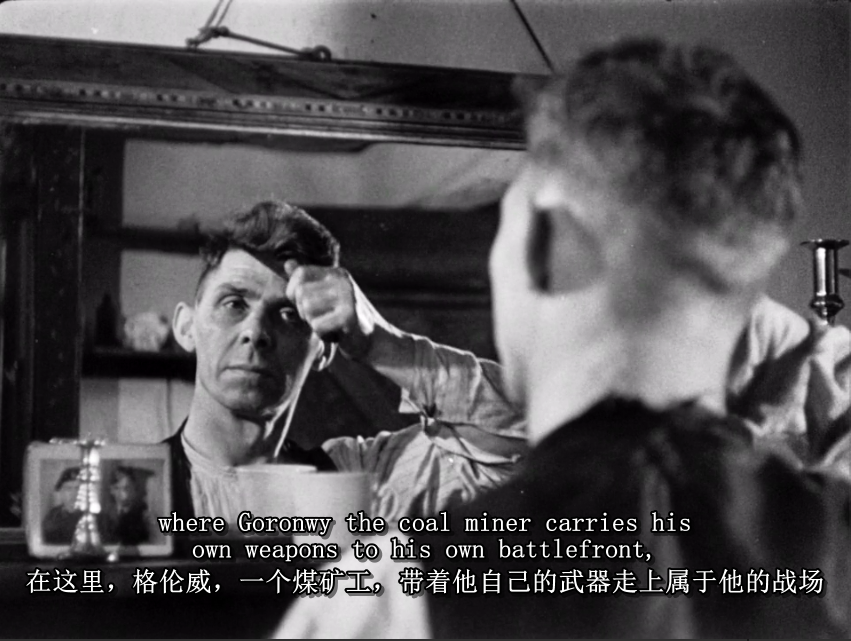 where Goronwy the coal miner carries his
own weapons to his own battlefront,
在这里，格伦威，一个煤矿工，带着他自己的武器走上属于他的战场